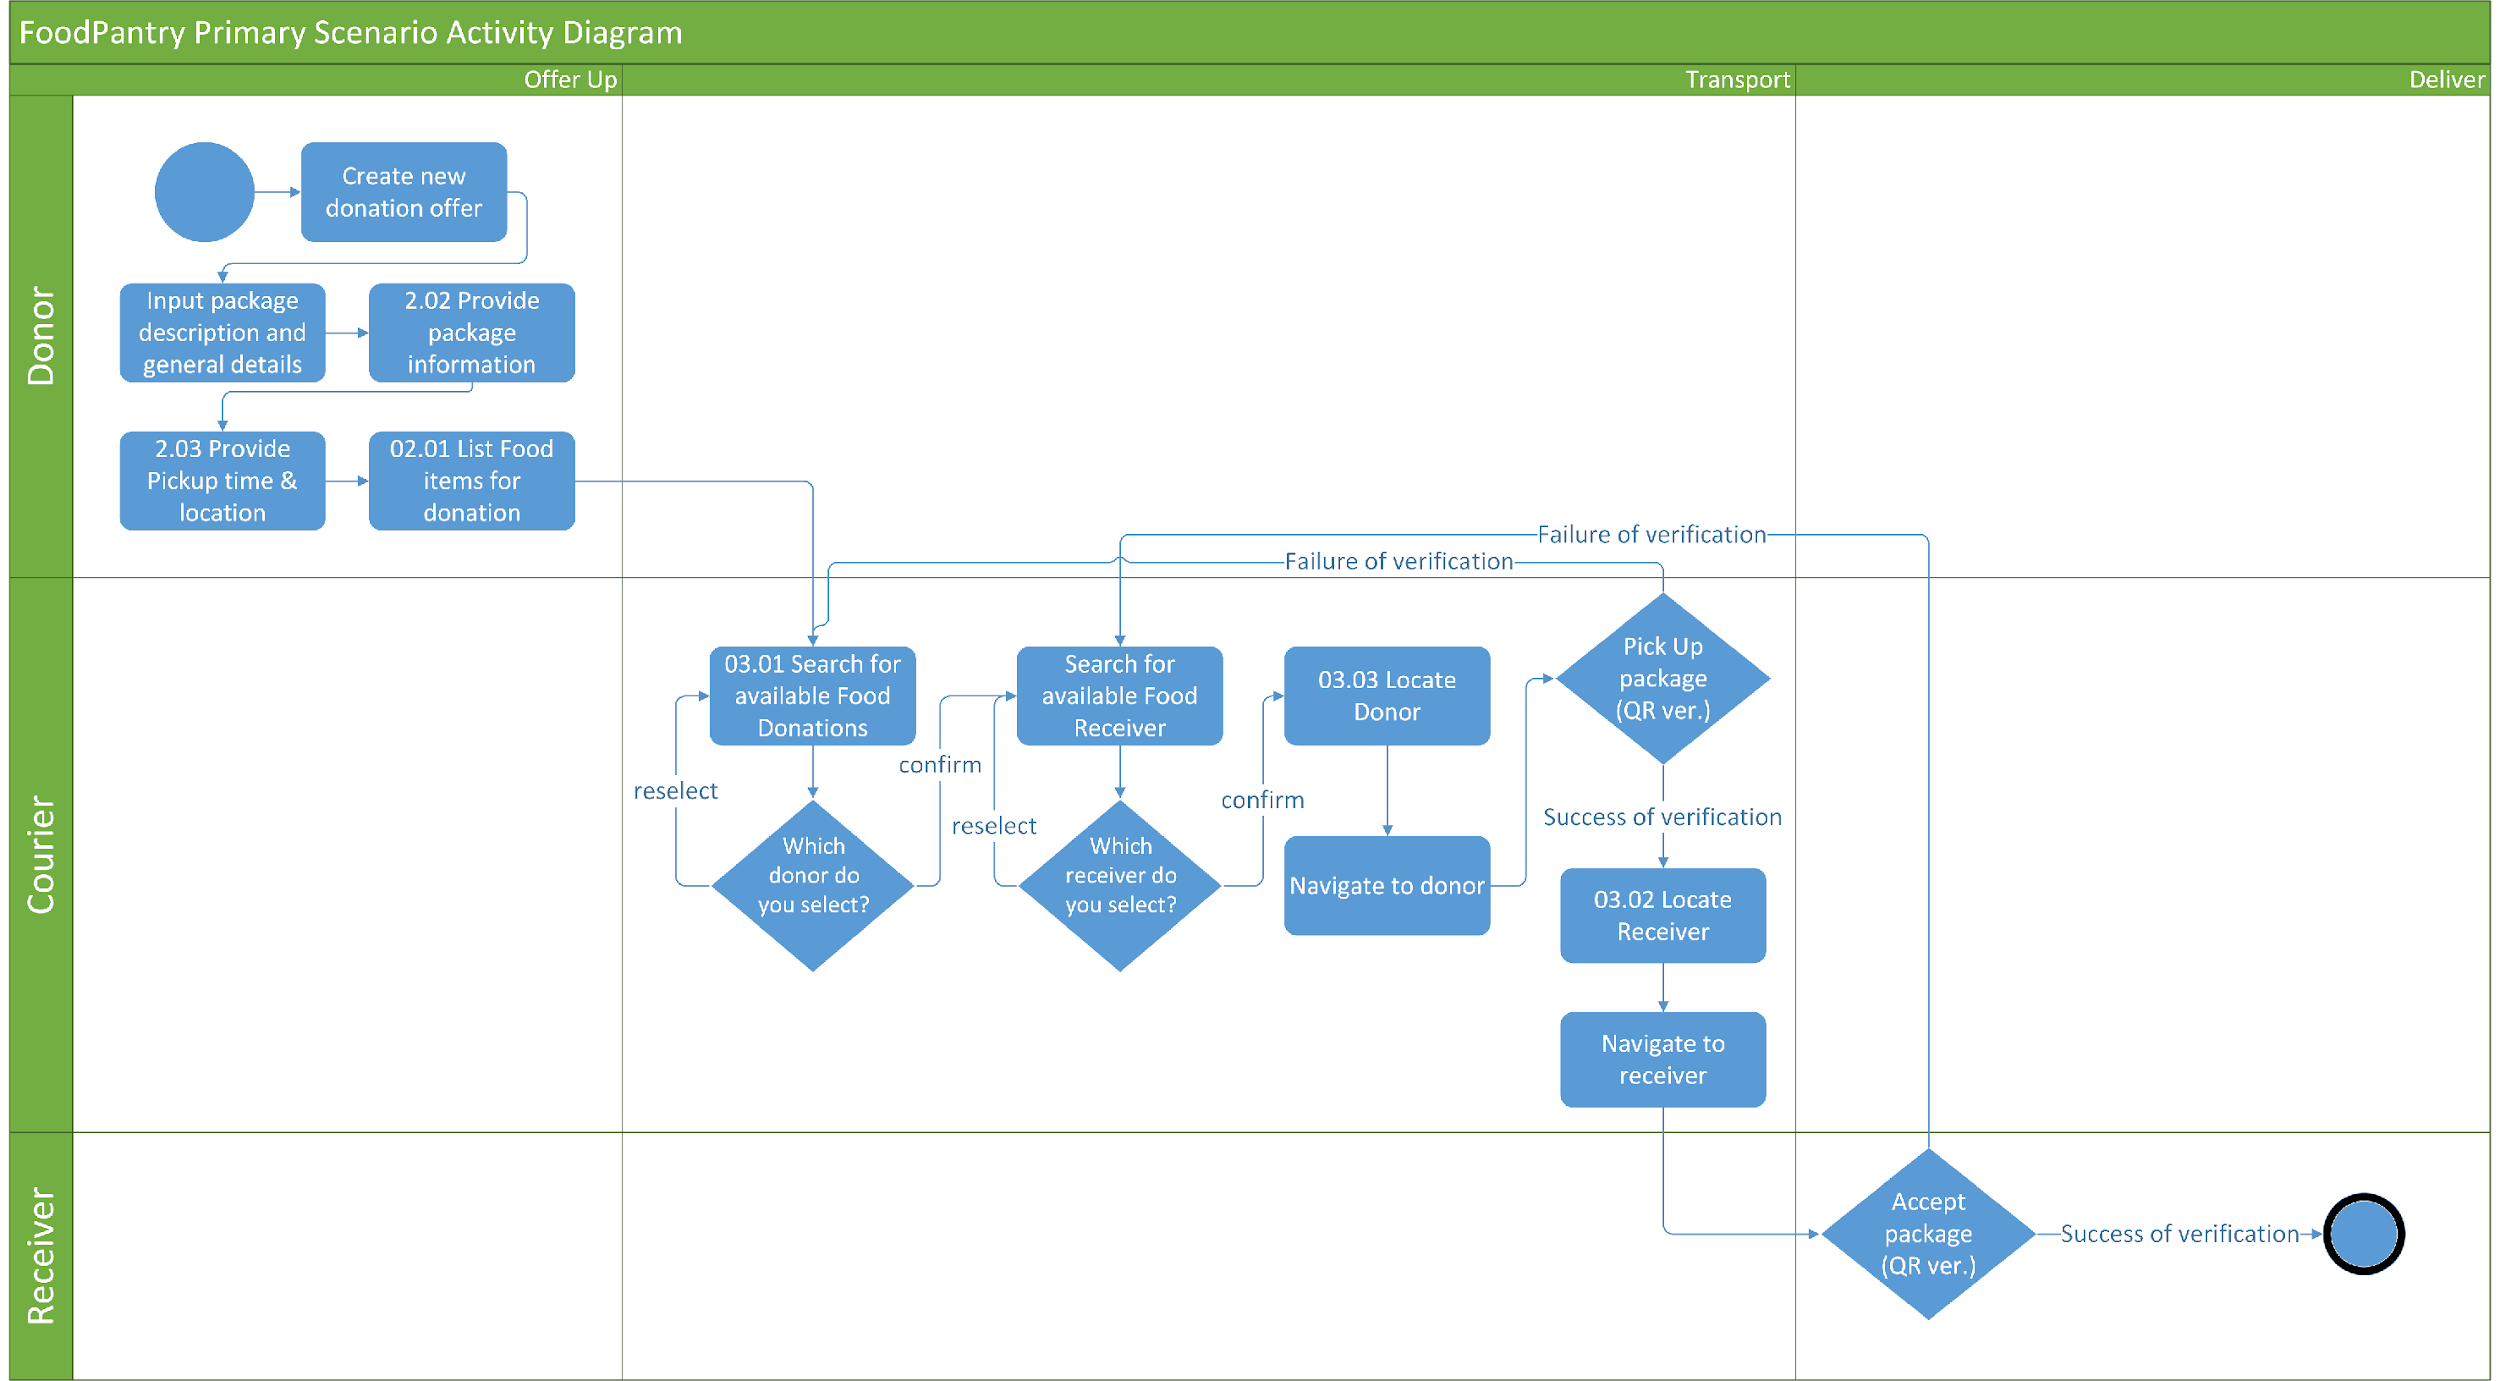 FoodPantry Primary Scenario Activity Diagram
Offer Up
Transport
Deliver
Donor
Create new
donation offer
Input package
description and
general details
2.02 Provide
package
information
2.03 Provide
Pickup time &
location
02.01 List Food
items for
donation
Failure of verification
Failure of verification
Courier
03.01 Search for
available Food
Donations
Search for
available Food
Receiver
03.03 Locate
Donor
Pick Up
package
(QR ver.)
reselect
confirm
reselect
confirm
Success of verification
Which
donor do
you select?
Which
receiver do
you select?
Navigate to donor
03.02 Locate
Receiver
Navigate to
receiver
Receiver
Accept
package
(QR ver.)
Success of verification